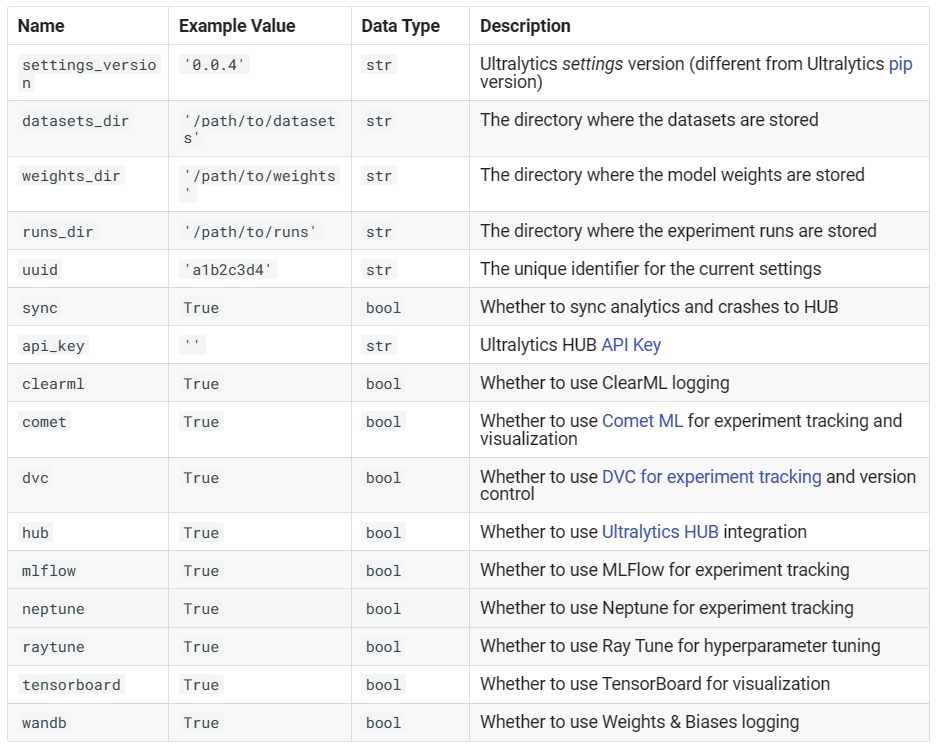 Name Example Value Data Type Description
settings_versio '0.0.4' str Ultralytics settings version (different from Ultralytics pip
n version)
datasets_dir '/path/to/dataset str The directory where the datasets are stored
s'
weights_dir '/path/to/weights str The directory where the model weights are stored
'
runs_dir '/path/to/runs' str The directory where the experiment runs are stored
uuid 'a1b2c3d4' str The unique identifier for the current settings
sync True bool Whether to sync analytics and crashes to HUB
api_key '' str Ultralytics HUB API Key
clearml True bool Whether to use ClearML logging
comet True bool Whether to use Comet ML for experiment tracking and
visualization
dvc True bool Whether to use DVC for experiment tracking and version
control
hub True bool Whether to use Ultralytics HUB integration
mlflow True bool Whether to use MLFlow for experiment tracking
neptune True bool Whether to use Neptune for experiment tracking
raytune True bool Whether to use Ray Tune for hyperparameter tuning
tensorboard True bool Whether to use TensorBoard for visualization
wandb True bool Whether to use Weights & Biases logging